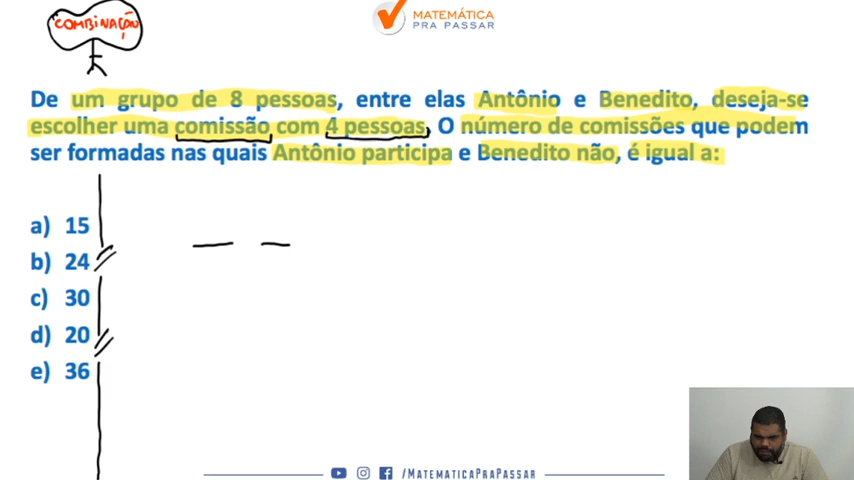 COMBINAÇÃO
MATEMÁTICA
PRA PASSAR
De um grupo de 8 pessoas, entre elas Antônio e Benedito, deseja-se
escolher uma comissão com 4 pessoas. O número de comissões que podem
ser formadas nas quais Antônio participa e Benedito não, é igual a:
a) 15
b) 24
c) 30
d) 20
e) 36
/MatematicaPraPassar